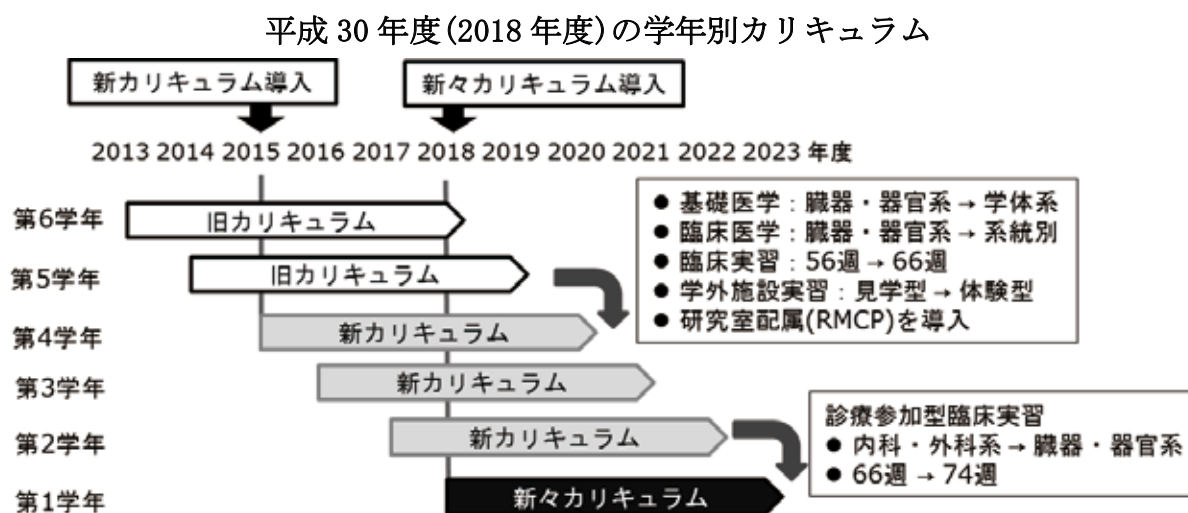 平成 30 年度(2018 年度)の学年別カリキュラム
新カリキュラム導入
新々カリキュラム導入
2013 2014 2015 2016 2017 2018 2019 2020 2021 2022 2023 年度
第6学年
旧カリキュラム
第5学年
旧カリキュラム
第4学年
新カリキュラム
第3学年
新カリキュラム
第2学年
新カリキュラム
第1学年
新々カリキュラム
● 基礎医学：臓器・器官系 → 学体系
● 臨床医学：臓器・器官系 → 系統別
● 臨床実習：56週 → 66週
● 学外施設実習：見学型 → 体験型
● 研究室配属(RMCP)を導入
診療参加型臨床実習
● 内科・外科系 → 臓器・器官系
● 66週 → 74週